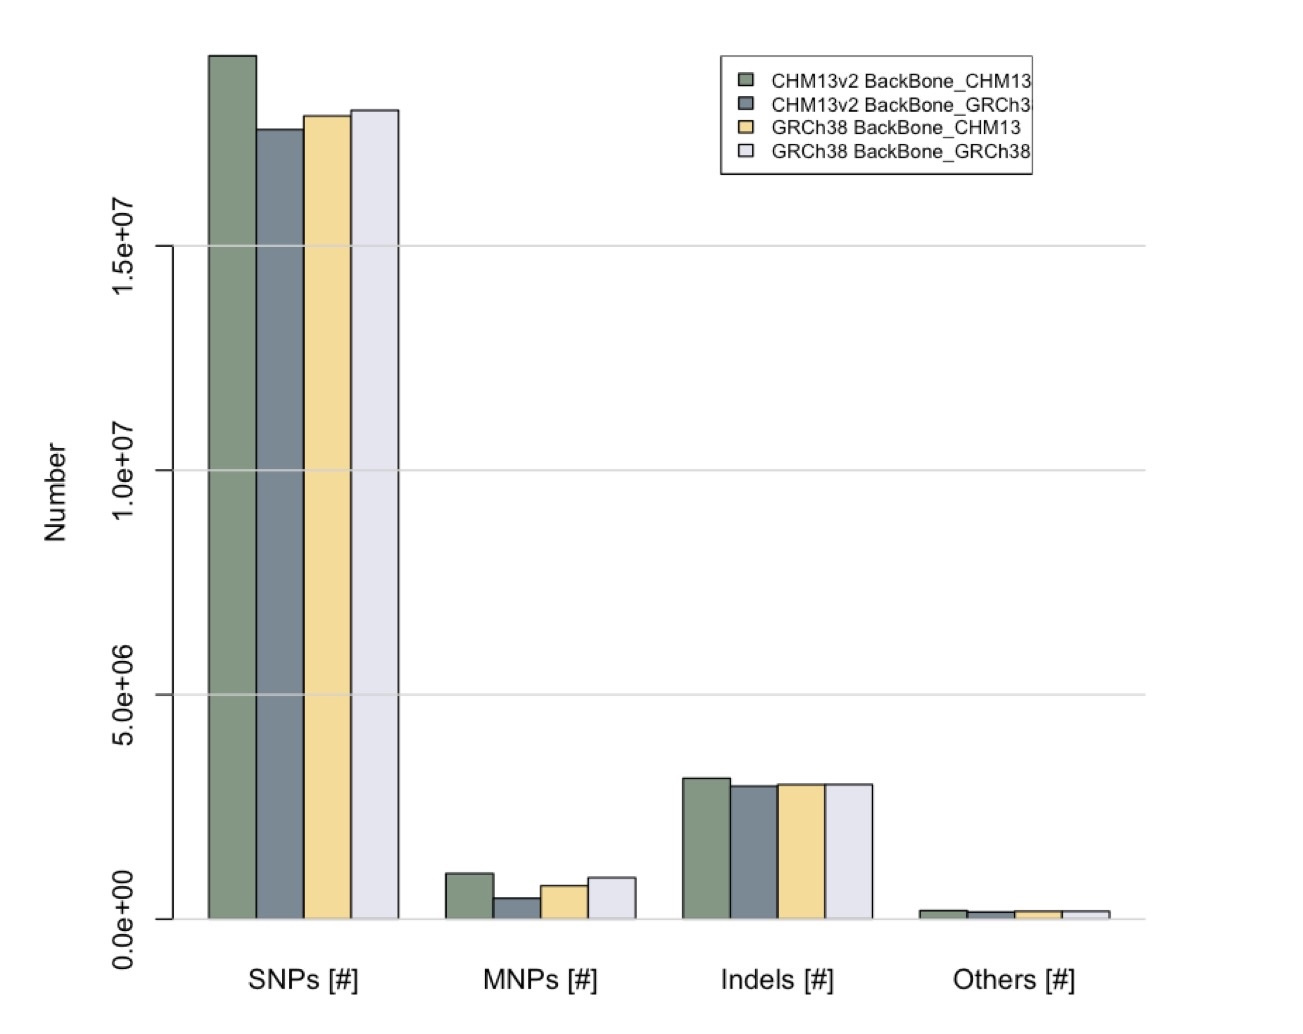 CHM13v2 BackBone_CHM13
CHM13v2 BackBone_GRCh3
GRCh38 BackBone_CHM13
GRCh38 BackBone_GRCh38
Number
1.5e+07
1.0e+07
5.0e+06
0.0e+00
SNPs [#]
MNPs [#]
Indels [#]
Others [#]